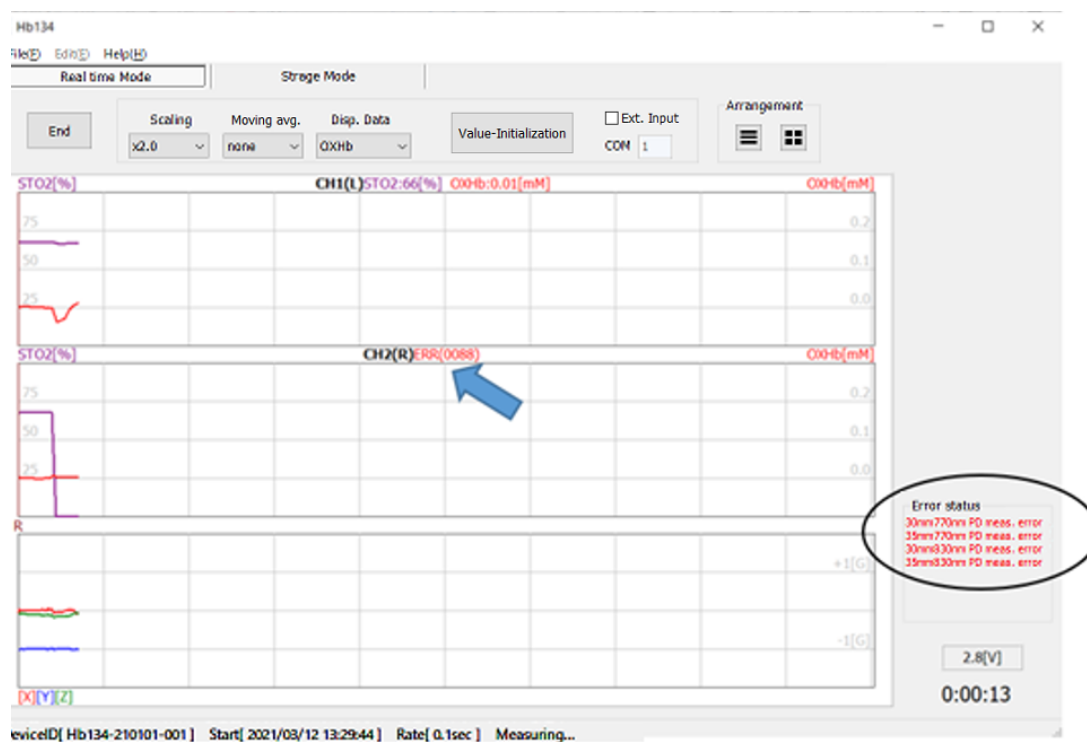 Hb134
File(F) Edit(E) Help(H)
Real time Mode Strage Mode
End
Scaling Moving avg. Disp. Data
x2.0 none OXHb
Value-Initialization
Ext. Input
COM 1
Arrangement
STO2[%] CH1(L)STO2:66[%] OXHb:0.01[mM] OXHb[mM]
75 0.2
50 0.1
25 0.0
STO2[%] CH2(R)ERR(0088) OXHb[mM]
75 0.2
50 0.1
25 0.0
R
+1[G]
-1[G]
[X][Y][Z]
Error status
30mm770nm PD meas. error
35mm770nm PD meas. error
30mm830nm PD meas. error
35mm830nm PD meas. error
2.8[V]
0:00:13
eviceID[ Hb134-210101-001 ] Start[ 2021/03/12 13:29:44 ] Rate[ 0.1sec ] Measuring...